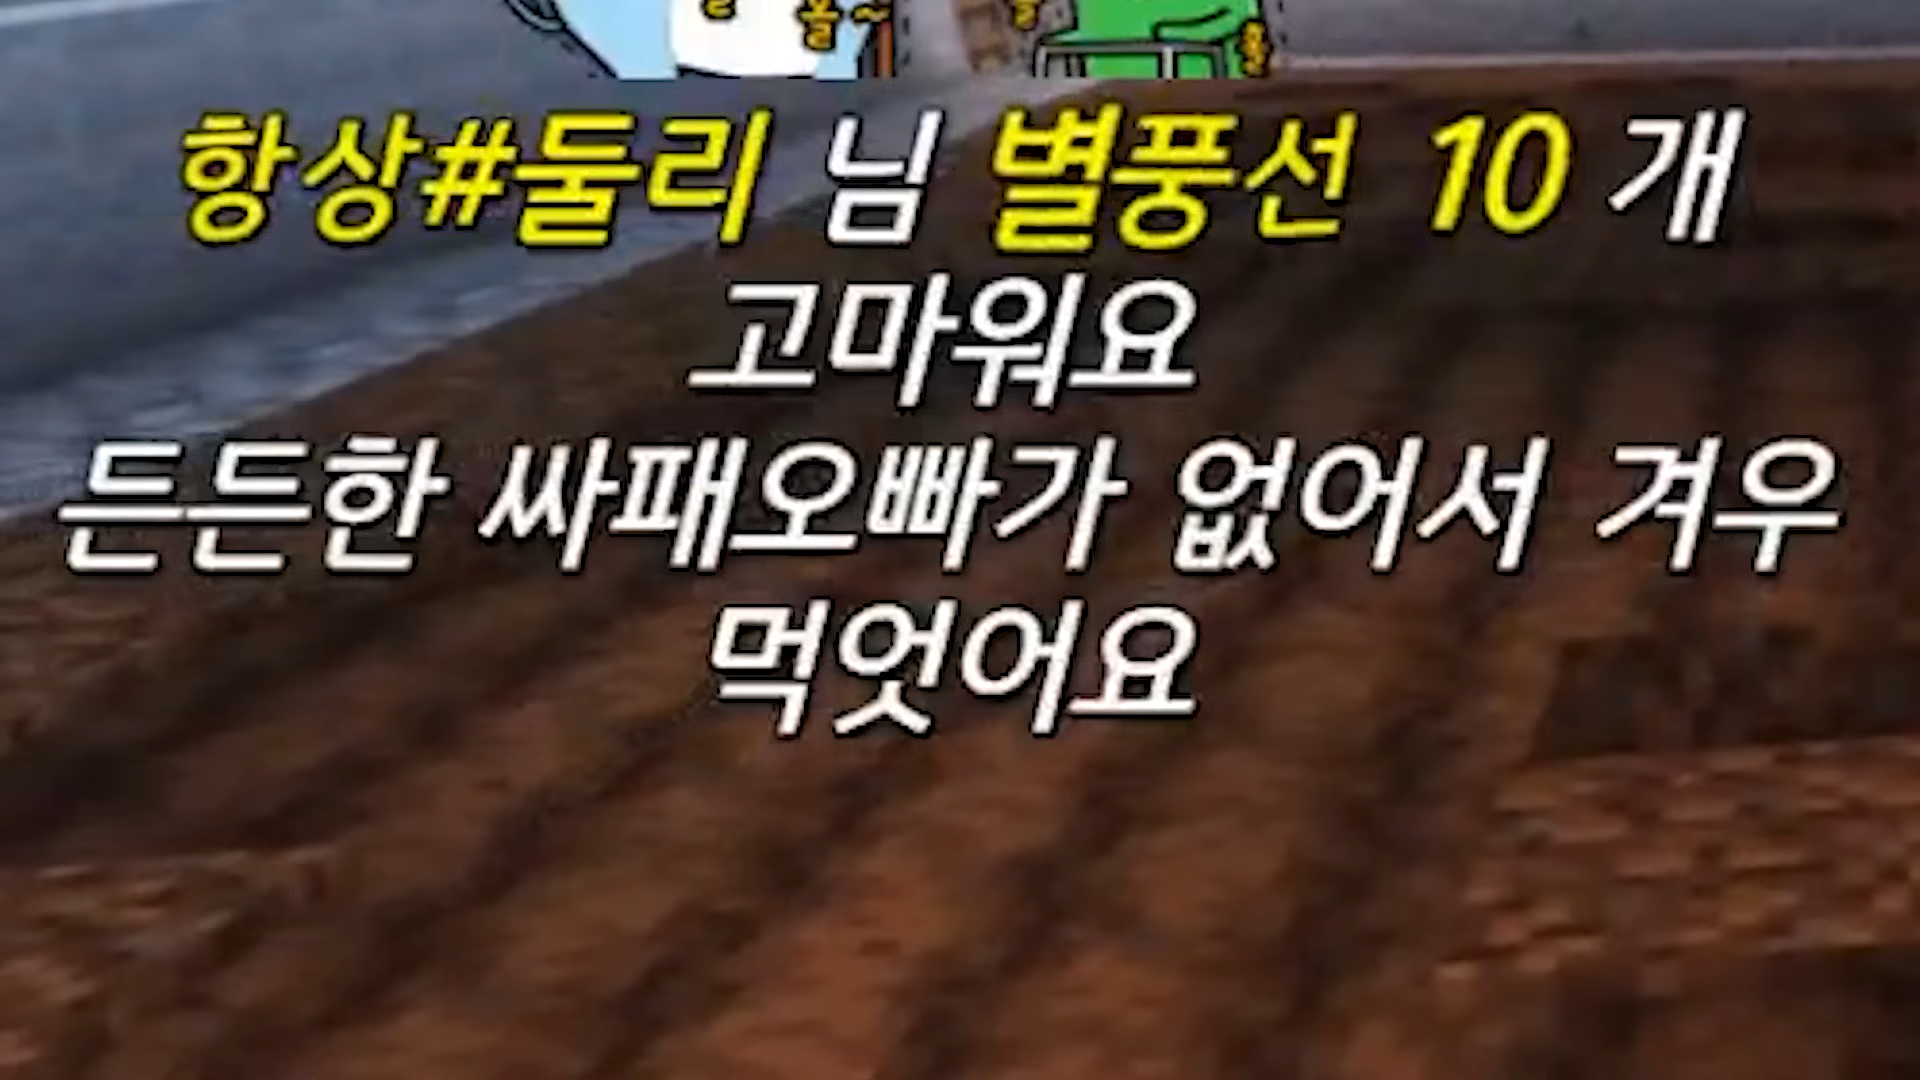 몰~
항상#둘리 님 별풍선 10 개
고마워요
든든한 싸패오빠가 없어서 겨우
먹엇어요